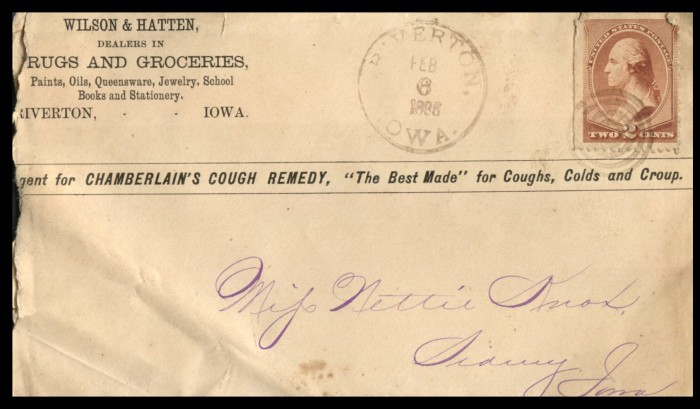 WILSON & HATTEN,
DEALERS IN
RUGS AND GROCERIES,
Paints, Oils, Queensware, Jewelry, School
Books and Stationery.
RIVERTON, - - IOWA.
RIVERTON,
FEB
6
IOWA.
UNITED STATES POSTAGE
TWO 2 CENTS
gent for CHAMBERLAIN'S COUGH REMEDY, "The Best Made" for Coughs, Colds and Croup.
Miss Nettie Knox.
Sidney Iowa